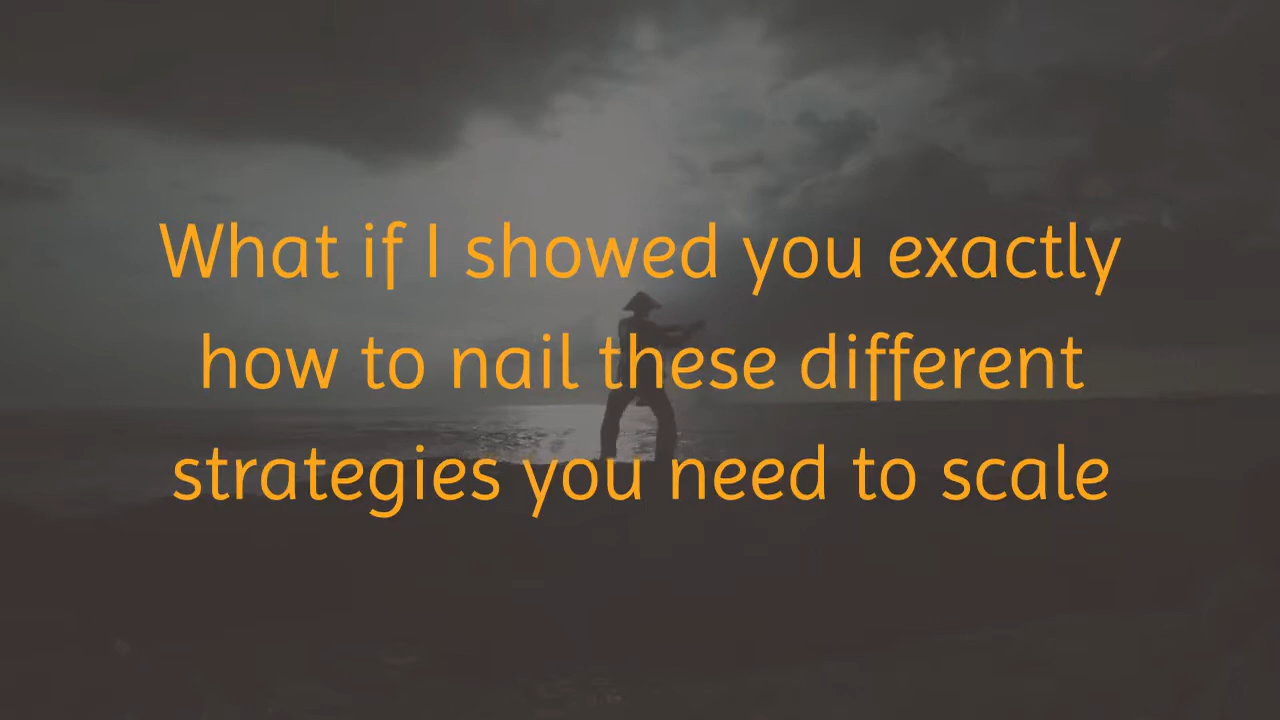 What if I showed you exactly
how to nail these different
strategies you need to scale